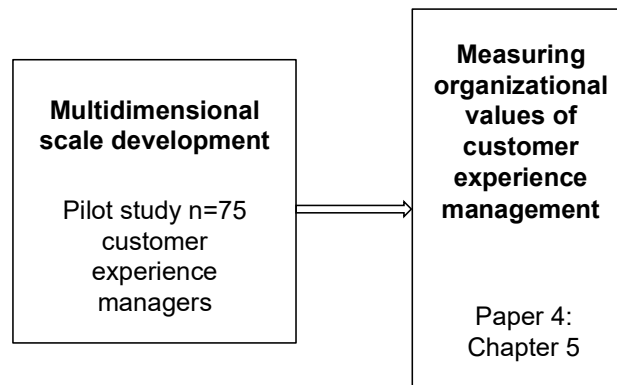 Multidimensional
scale development
Pilot study n=75
customer
experience
managers
Measuring
organizational
values of
customer
experience
management
Paper 4:
Chapter 5